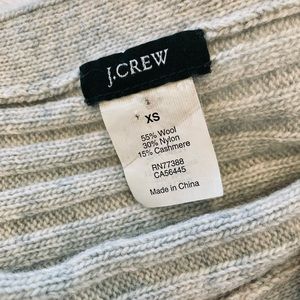 J.CREW
XS
55% Wool
30% Nylon
15% Cashmere
RN77388
CA56445
Made in China